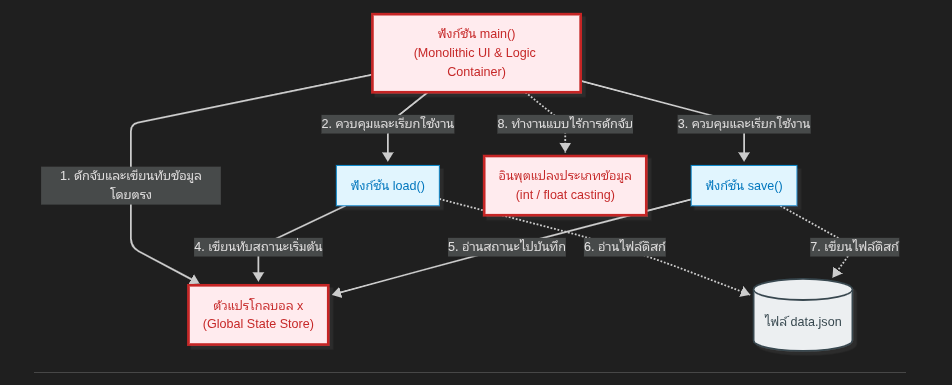 ฟังก์ชัน main()
(Monolithic UI & Logic
Container)
2. ควบคุมและเรียกใช้งาน
8. ทำงานแบบไร้การดักจับ
3. ควบคุมและเรียกใช้งาน
1. ดักจับและเขียนทับข้อมูล
โดยตรง
ฟังก์ชัน load()
อินพุตแปลงประเภทข้อมูล
(int / float casting)
ฟังก์ชัน save()
4. เขียนทับสถานะเริ่มต้น
5. อ่านสถานะไปบันทึก
6. อ่านไฟล์ดิสก์
7. เขียนไฟล์ดิสก์
ตัวแปรโกลบอล x
(Global State Store)
ไฟล์ data.json